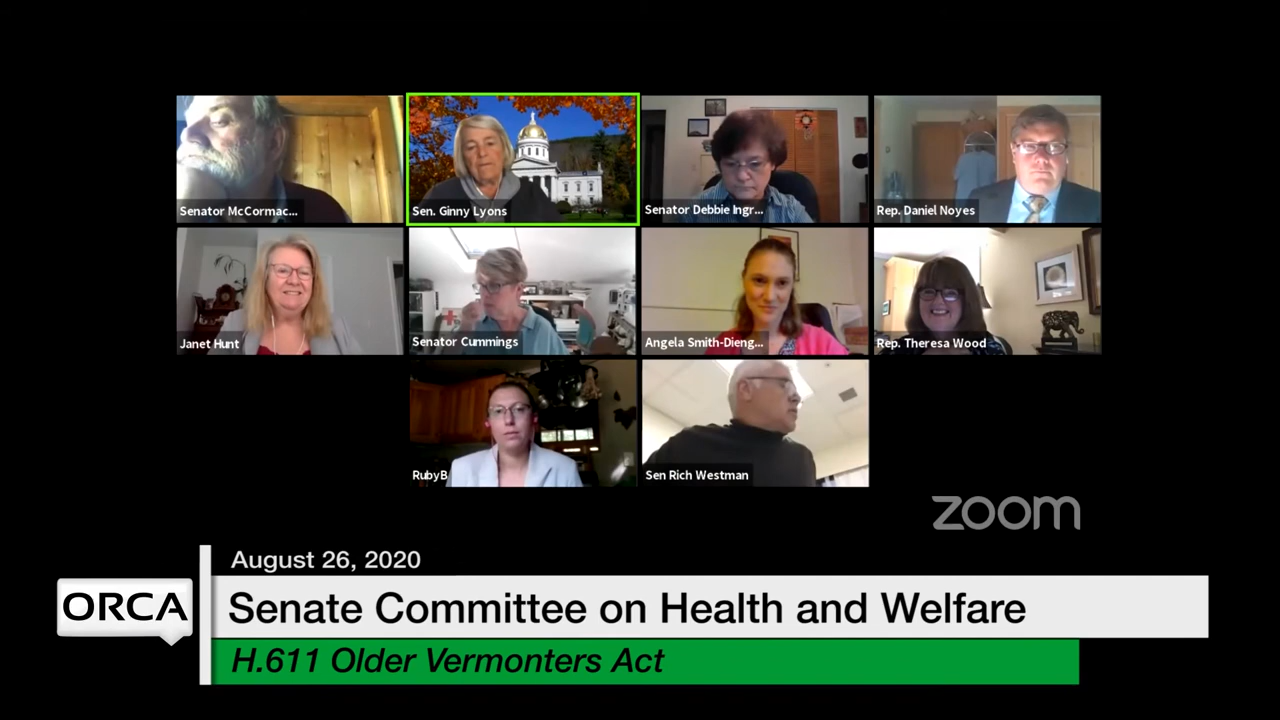 Senator McCormac...
Sen. Ginny Lyons
Senator Debbie Ingr...
Rep. Daniel Noyes
Janet Hunt
Senator Cummings
Angela Smith-Dieng...
Rep. Theresa Wood
RubyB
Sen Rich Westman
zoom
August 26, 2020
ORCA
Senate Committee on Health and Welfare
H.611 Older Vermonters Act